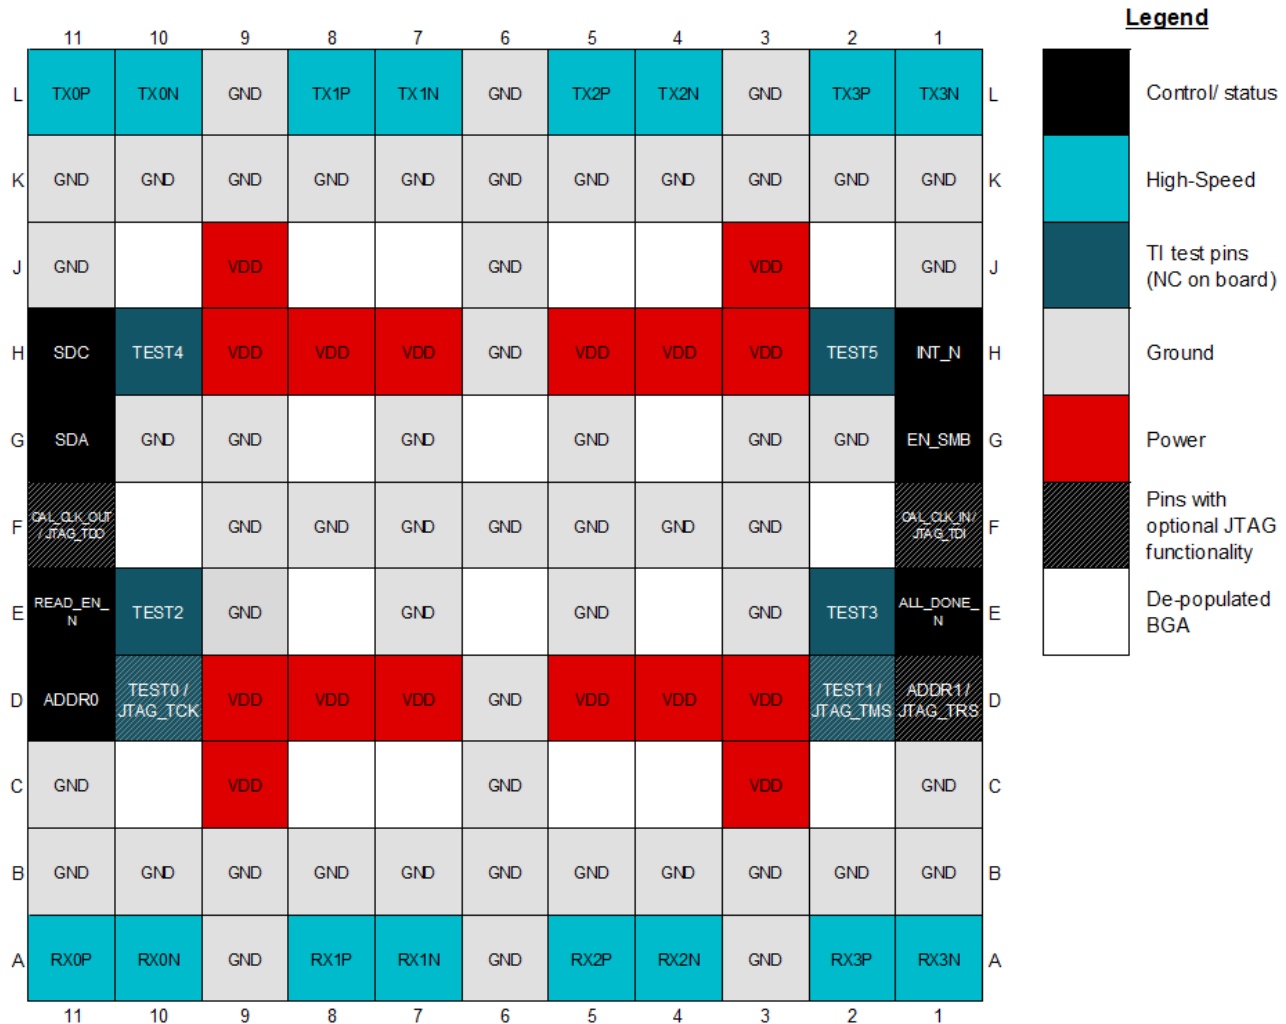 Legend
11 10 9 8 7 6 5 4 3 2 1
L TX0P TX0N GND TX1P TX1N GND TX2P TX2N GND TX3P TX3N L
Control/ status
K GND GND GND GND GND GND GND GND GND GND GND K
High-Speed
J GND VDD GND VDD GND J
TI test pins
(NC on board)
H SDC TEST4 VDD VDD VDD GND VDD VDD VDD TEST5 INT_N H
Ground
G SDA GND GND GND GND GND GND EN_SMB G
Power
CAL_CLK_OUT
/ JTAG_TDO
F GND GND GND GND GND GND GND F
CAL_CLK_IN /
JTAG_TDI
Pins with
optional JTAG
functionality
READ_EN_
N
E TEST2 GND GND GND GND TEST3 E
ALL_DONE_
N
De-populated
BGA
D ADDR0
TEST0 /
JTAG_TCK
VDD VDD VDD GND VDD VDD VDD
TEST1 /
JTAG_TMS
ADDR1 /
JTAG_TRS
D
C GND VDD GND VDD GND C
B GND GND GND GND GND GND GND GND GND GND GND B
A RX0P RX0N GND RX1P RX1N GND RX2P RX2N GND RX3P RX3N A
11 10 9 8 7 6 5 4 3 2 1